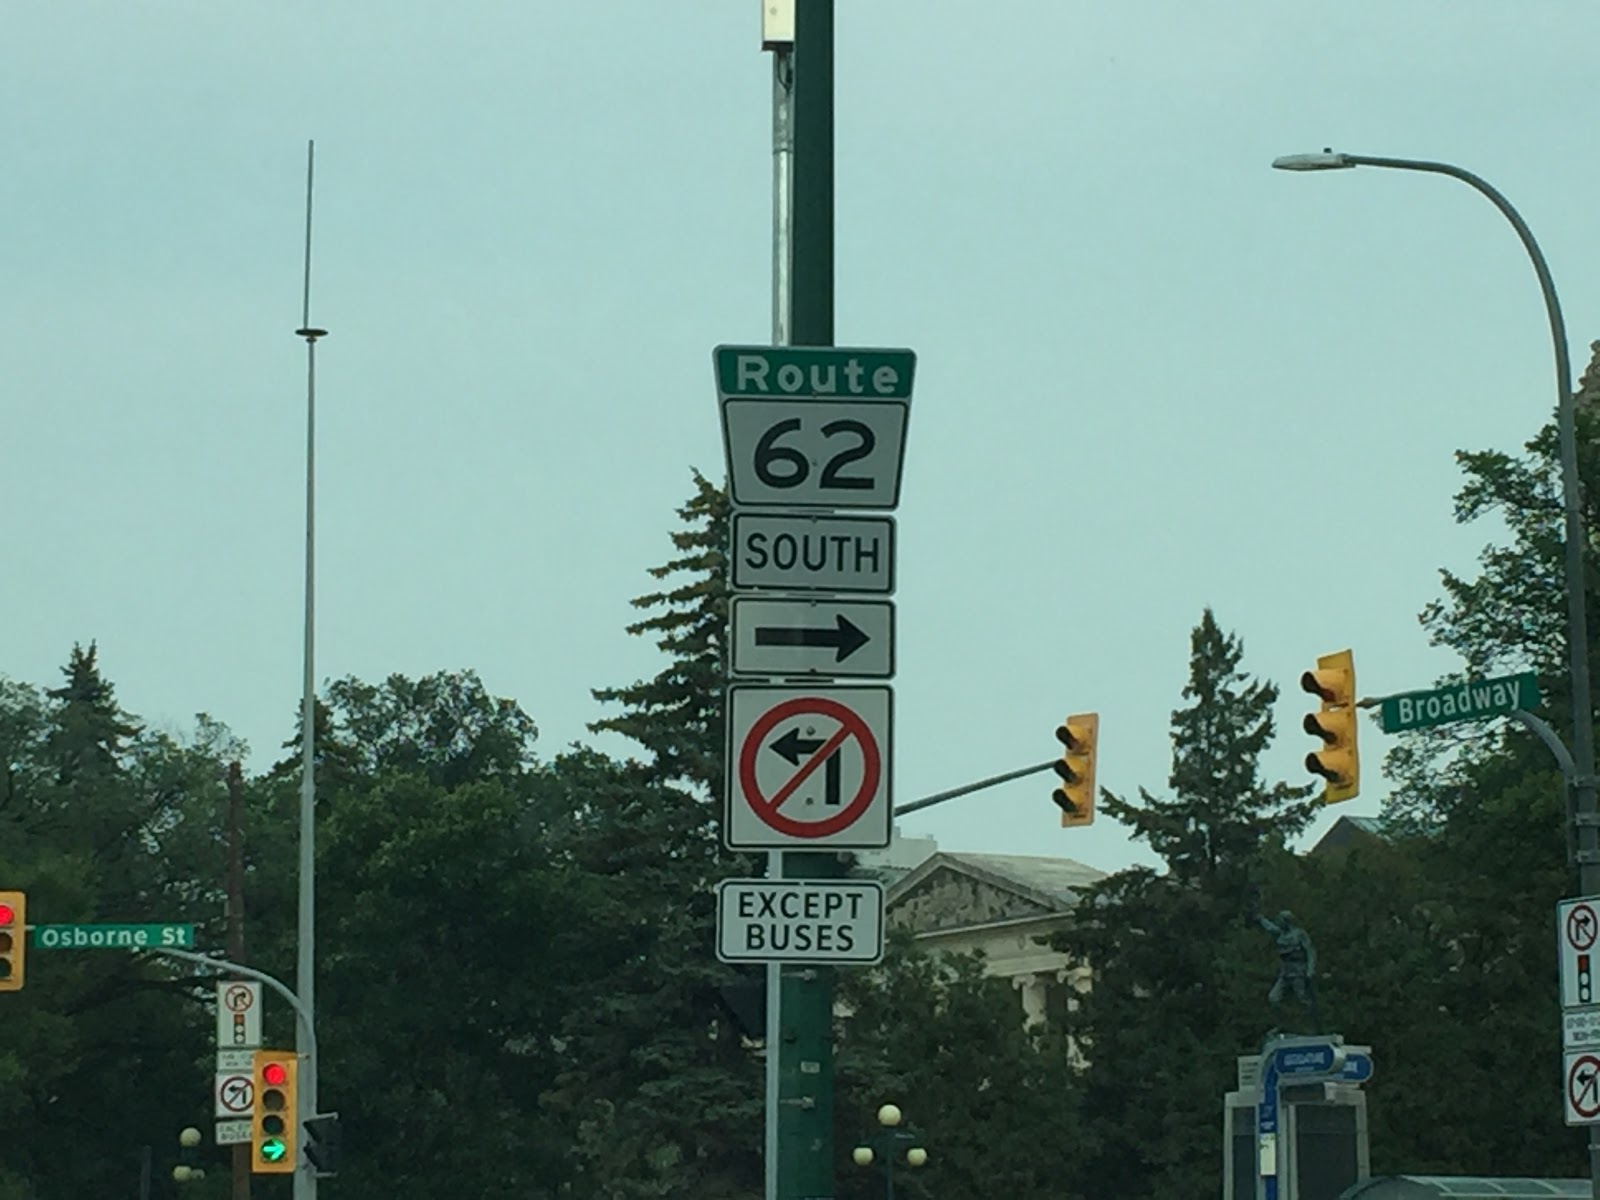 Route
62
SOUTH
EXCEPT
BUSES
Broadway
Osborne St